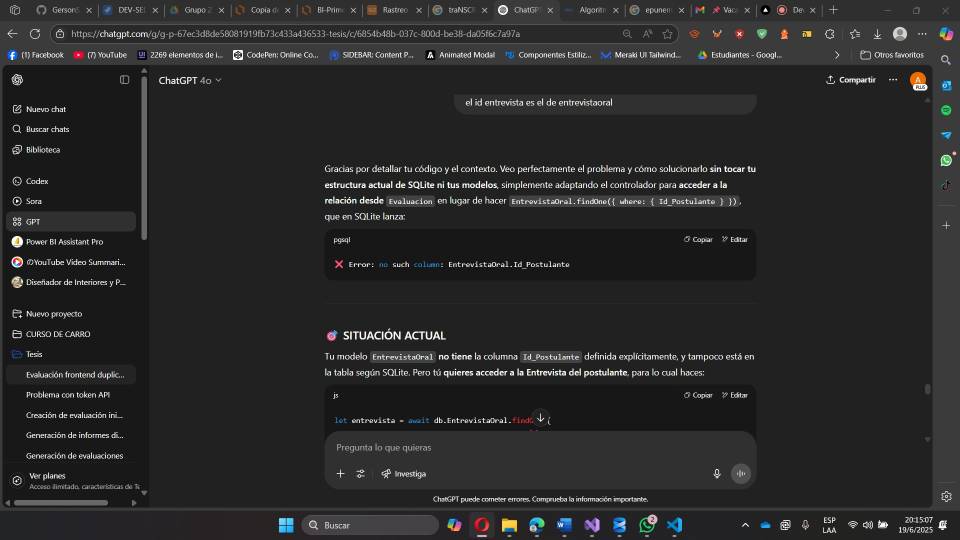 GersonS
DEV-SEL
Grupo 2
Copia de
BI-Prime
Rastreo
traNSCR
ChatGPT
Algoritm
epunem
Vaca
Dev
https://chatgpt.com/g/g-p-67ec3d8de58081919fb73c433a436533-tesis/c/6854b48b-037c-800d-be38-da05f6c7a97a
(1) Facebook
(7) YouTube
2269 elementos de i...
CodePen: Online Co...
SIDEBAR: Content P...
Animated Modal
Componentes Estiliz...
Meraki UI Tailwind...
Estudiantes - Googl...
Otros favoritos
ChatGPT 4o
Compartir
PLUS
Nuevo chat
Buscar chats
Biblioteca
Codex
Sora
GPT
Power BI Assistant Pro
YouTube Video Summari...
Diseñador de Interiores y P...
Nuevo proyecto
CURSO DE CARRO
Tesis
Evaluación frontend duplic...
Problema con token API
Creación de evaluación ini...
Generación de informes di...
Generación de evaluaciones
Ver planes
Acceso ilimitado, características de Te
el id entrevista es el de entrevistaoral
Gracias por detallar tu código y el contexto. Veo perfectamente el problema y cómo solucionarlo sin tocar tu
estructura actual de SQLite ni tus modelos, simplemente adaptando el controlador para acceder a la
relación desde Evaluacion en lugar de hacer EntrevistaOral.findOne({ where: { Id_Postulante } }),
que en SQLite lanza:
pgsql
Copiar
Editar
❌ Error: no such column: EntrevistaOral.Id_Postulante
🎯 SITUACIÓN ACTUAL
Tu modelo EntrevistaOral no tiene la columna Id_Postulante definida explícitamente, y tampoco está en
la tabla según SQLite. Pero tú quieres acceder a la Entrevista del postulante, para lo cual haces:
js
Copiar
Editar
let entrevista = await db.EntrevistaOral.find
Pregunta lo que quieras
Investiga
ChatGPT puede cometer errores. Comprueba la información importante.
Buscar
2
ESP
LAA
20:15:07
19/6/2025